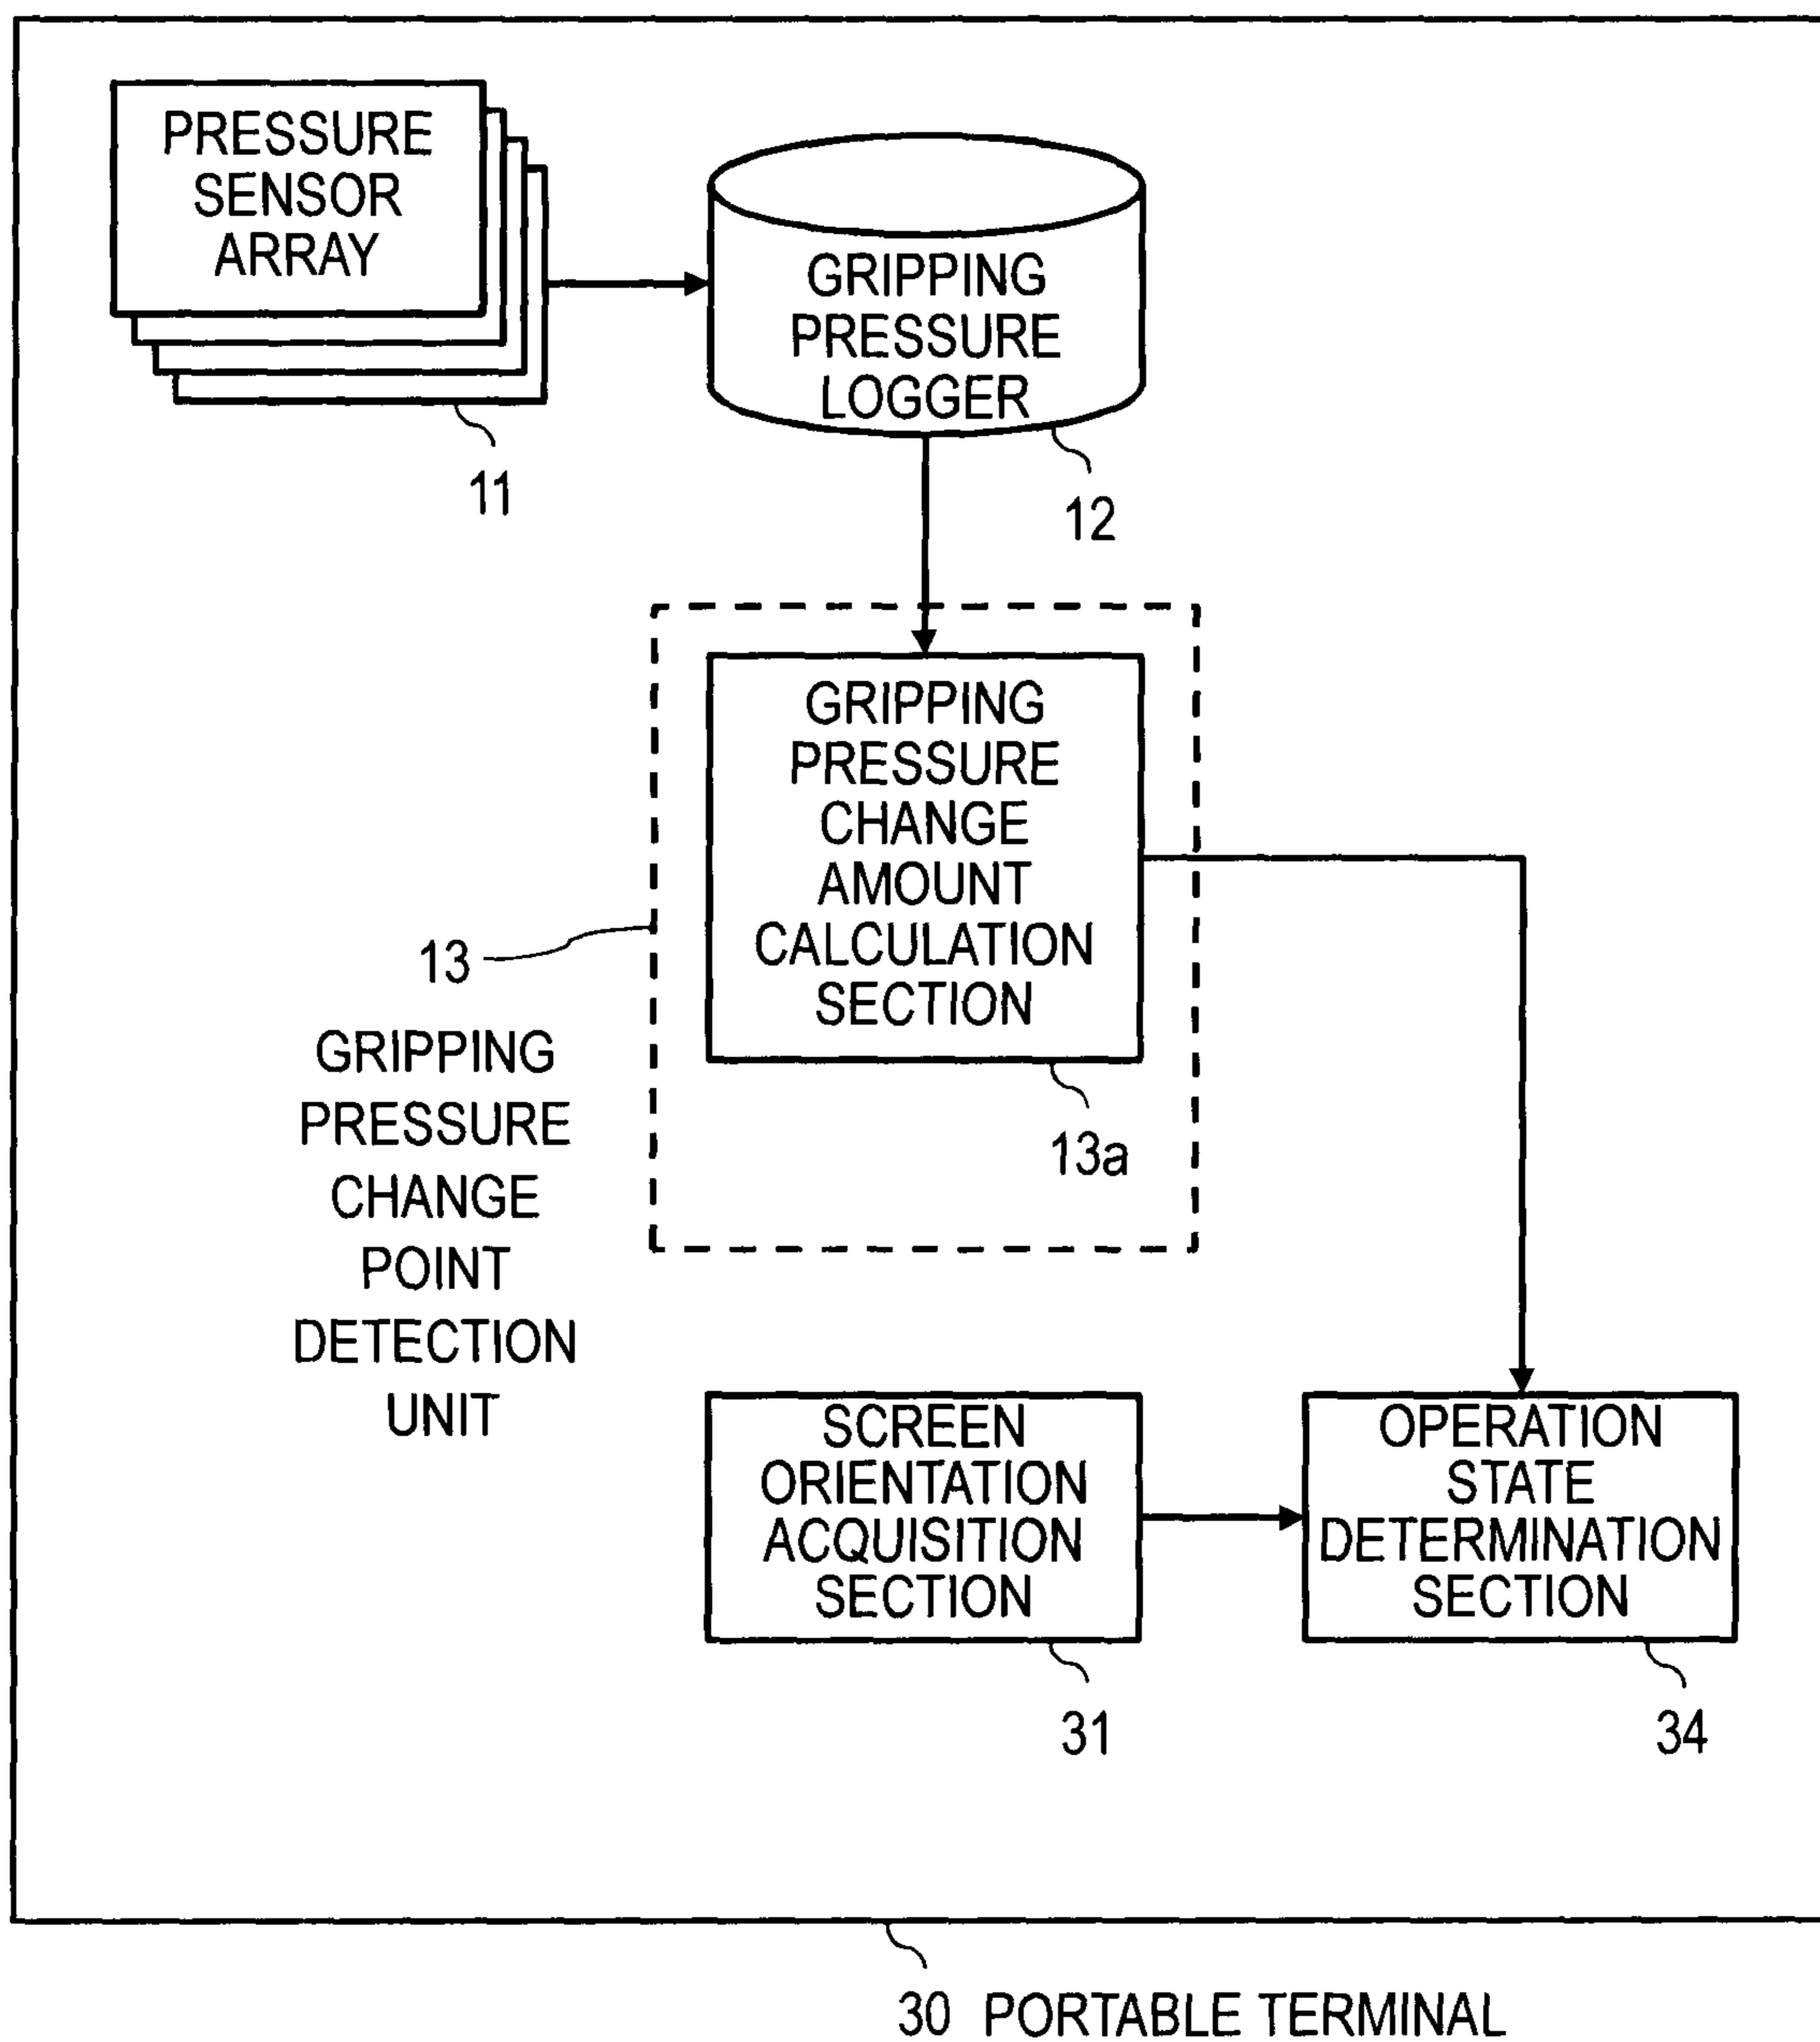 PRESSURE
SENSOR
ARRAY
11
GRIPPING
PRESSURE
LOGGER
12
GRIPPING
PRESSURE
CHANGE
AMOUNT
CALCULATION
SECTION
13a
13
GRIPPING
PRESSURE
CHANGE
POINT
DETECTION
UNIT
SCREEN
ORIENTATION
ACQUISITION
SECTION
31
OPERATION
STATE
DETERMINATION
SECTION
34
30 PORTABLE TERMINAL